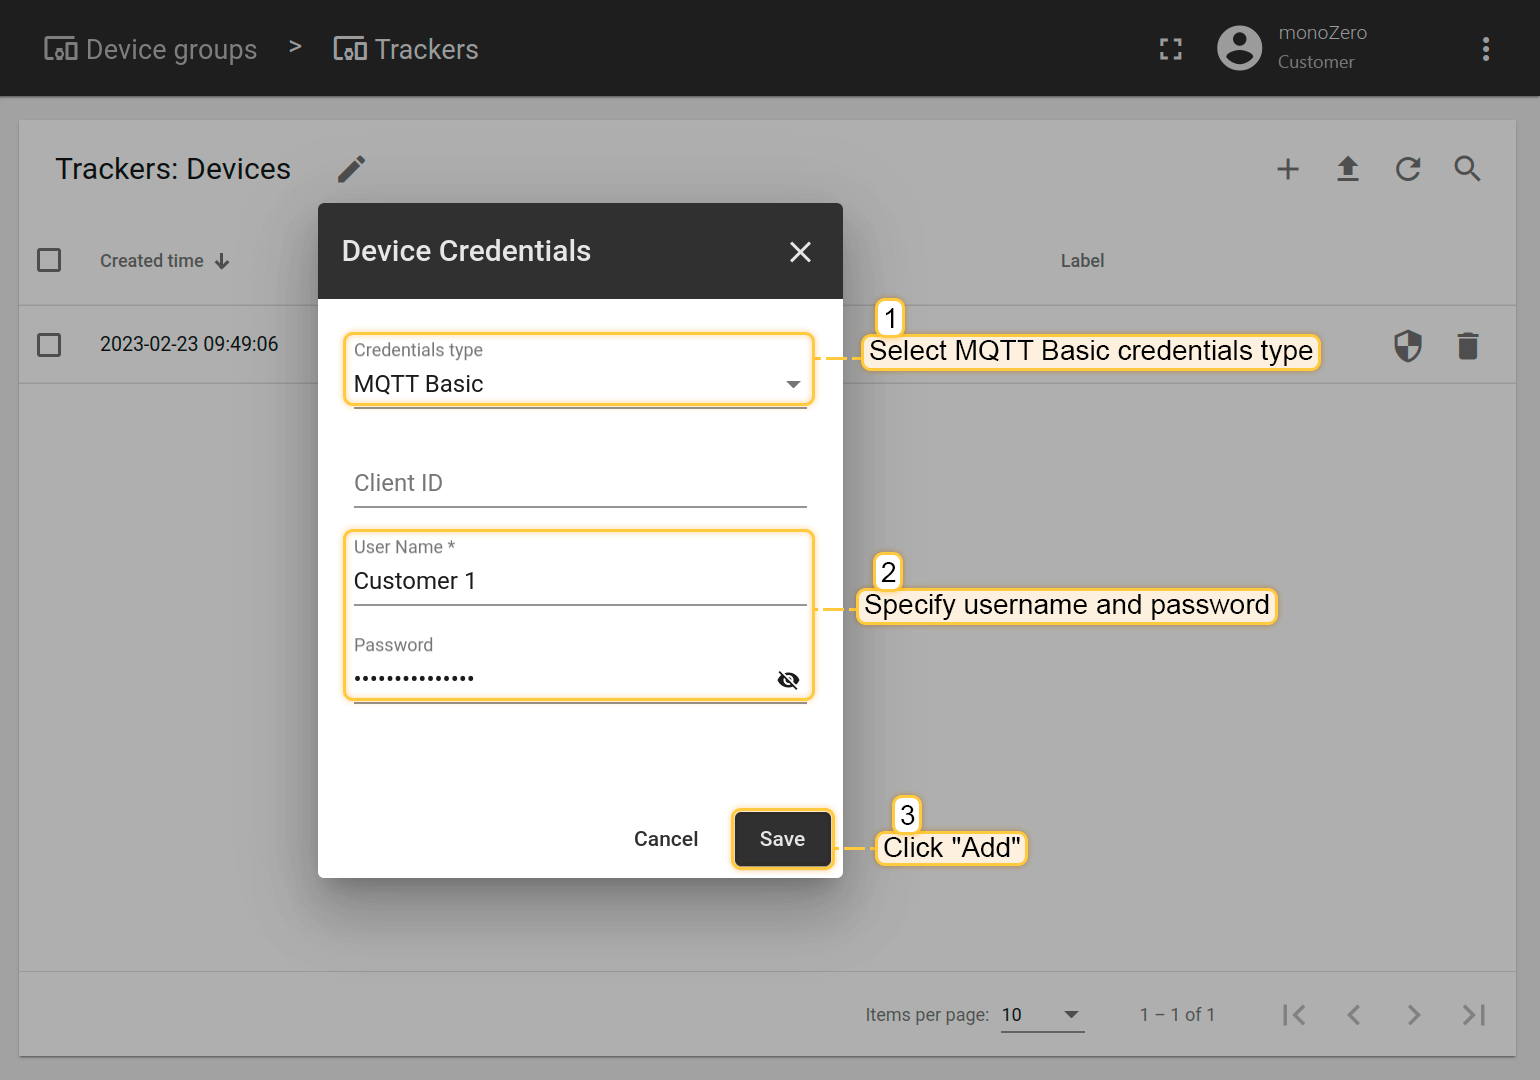 Device groups > Trackers
monoZero
Customer
Trackers: Devices
Created time
Label
2023-02-23 09:49:06
Device Credentials
Credentials type
MQTT Basic
1
Select MQTT Basic credentials type
Client ID
User Name *
Customer 1
2
Specify username and password
Password
•••••••••••••••
Cancel
Save
3
Click "Add"
Items per page: 10
1 – 1 of 1